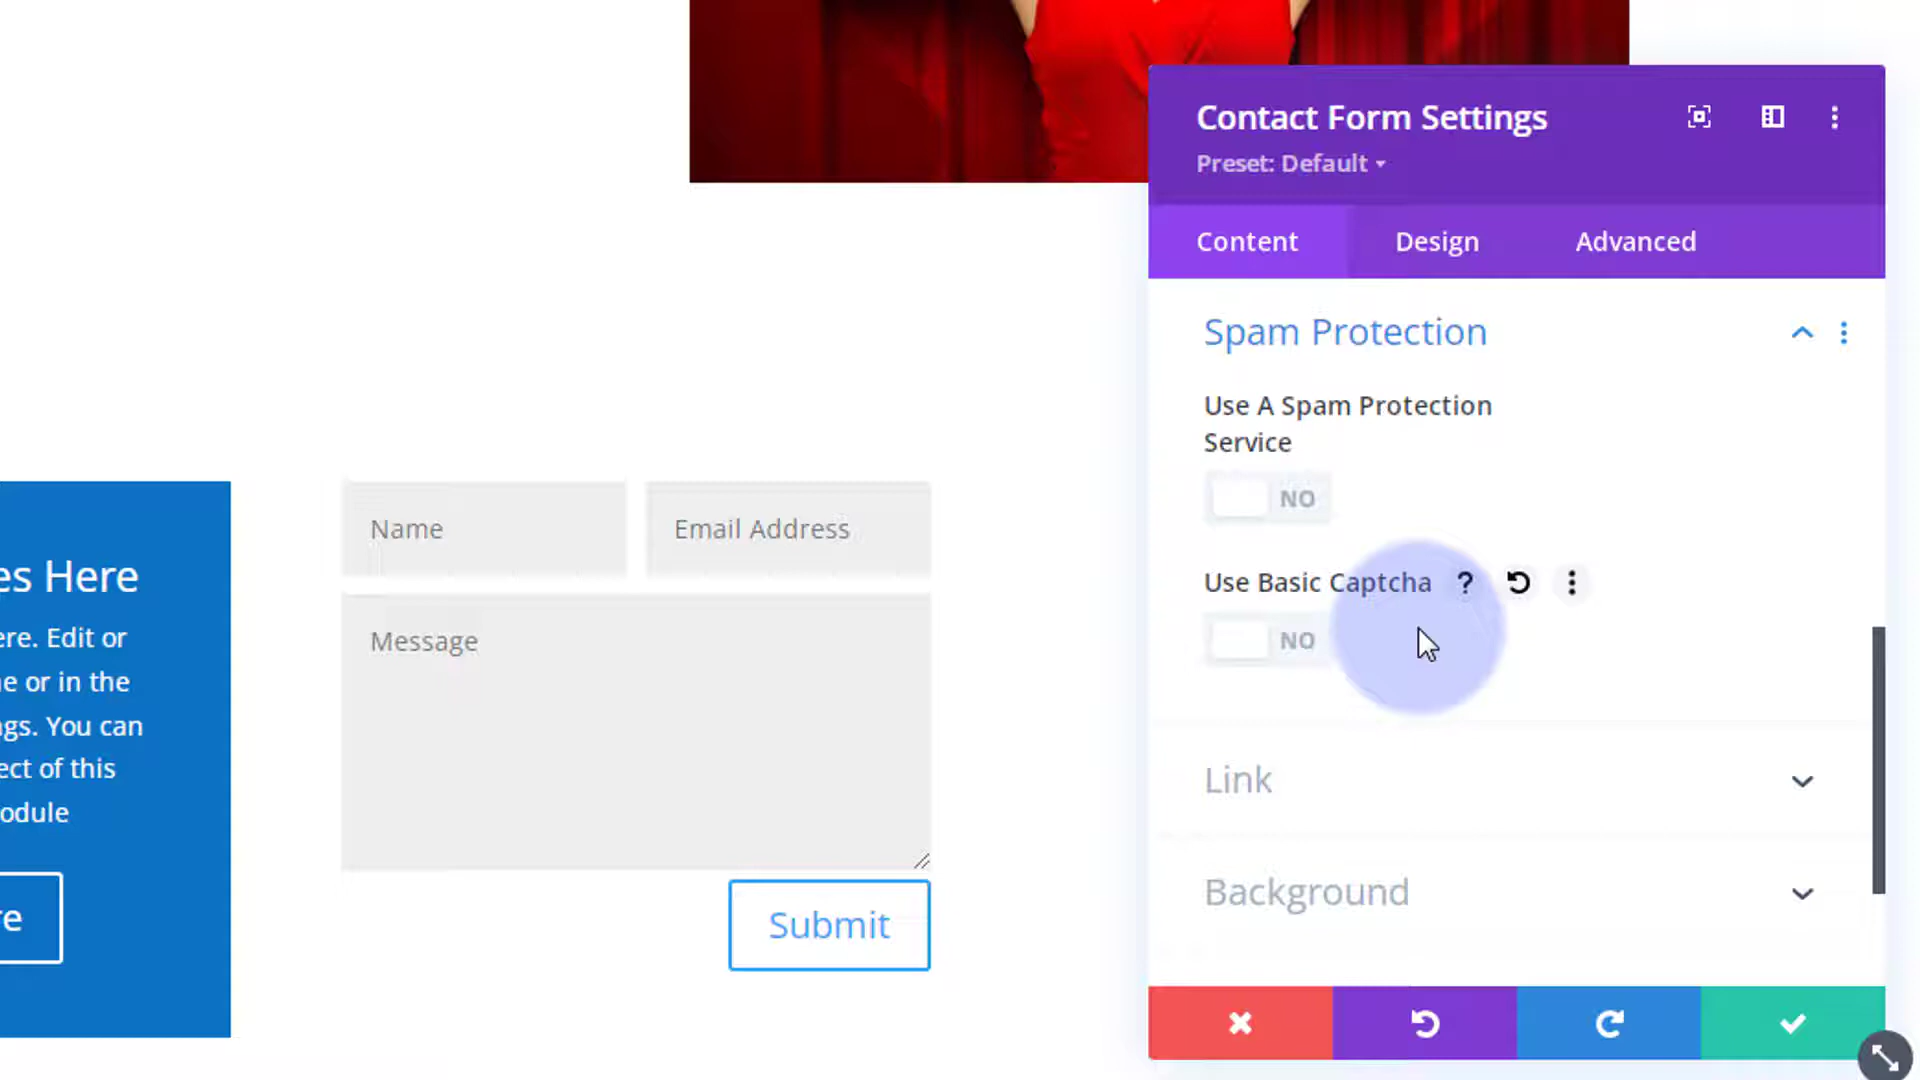 Contact Form Settings
Preset: Default
Content
Design
Advanced
Spam Protection
Use A Spam Protection
Service
NO
Use Basic Captcha ?
NO
Link
Background
es Here
ere. Edit or
e or in the
ngs. You can
ect of this
odule
re
Name
Email Address
Message
Submit